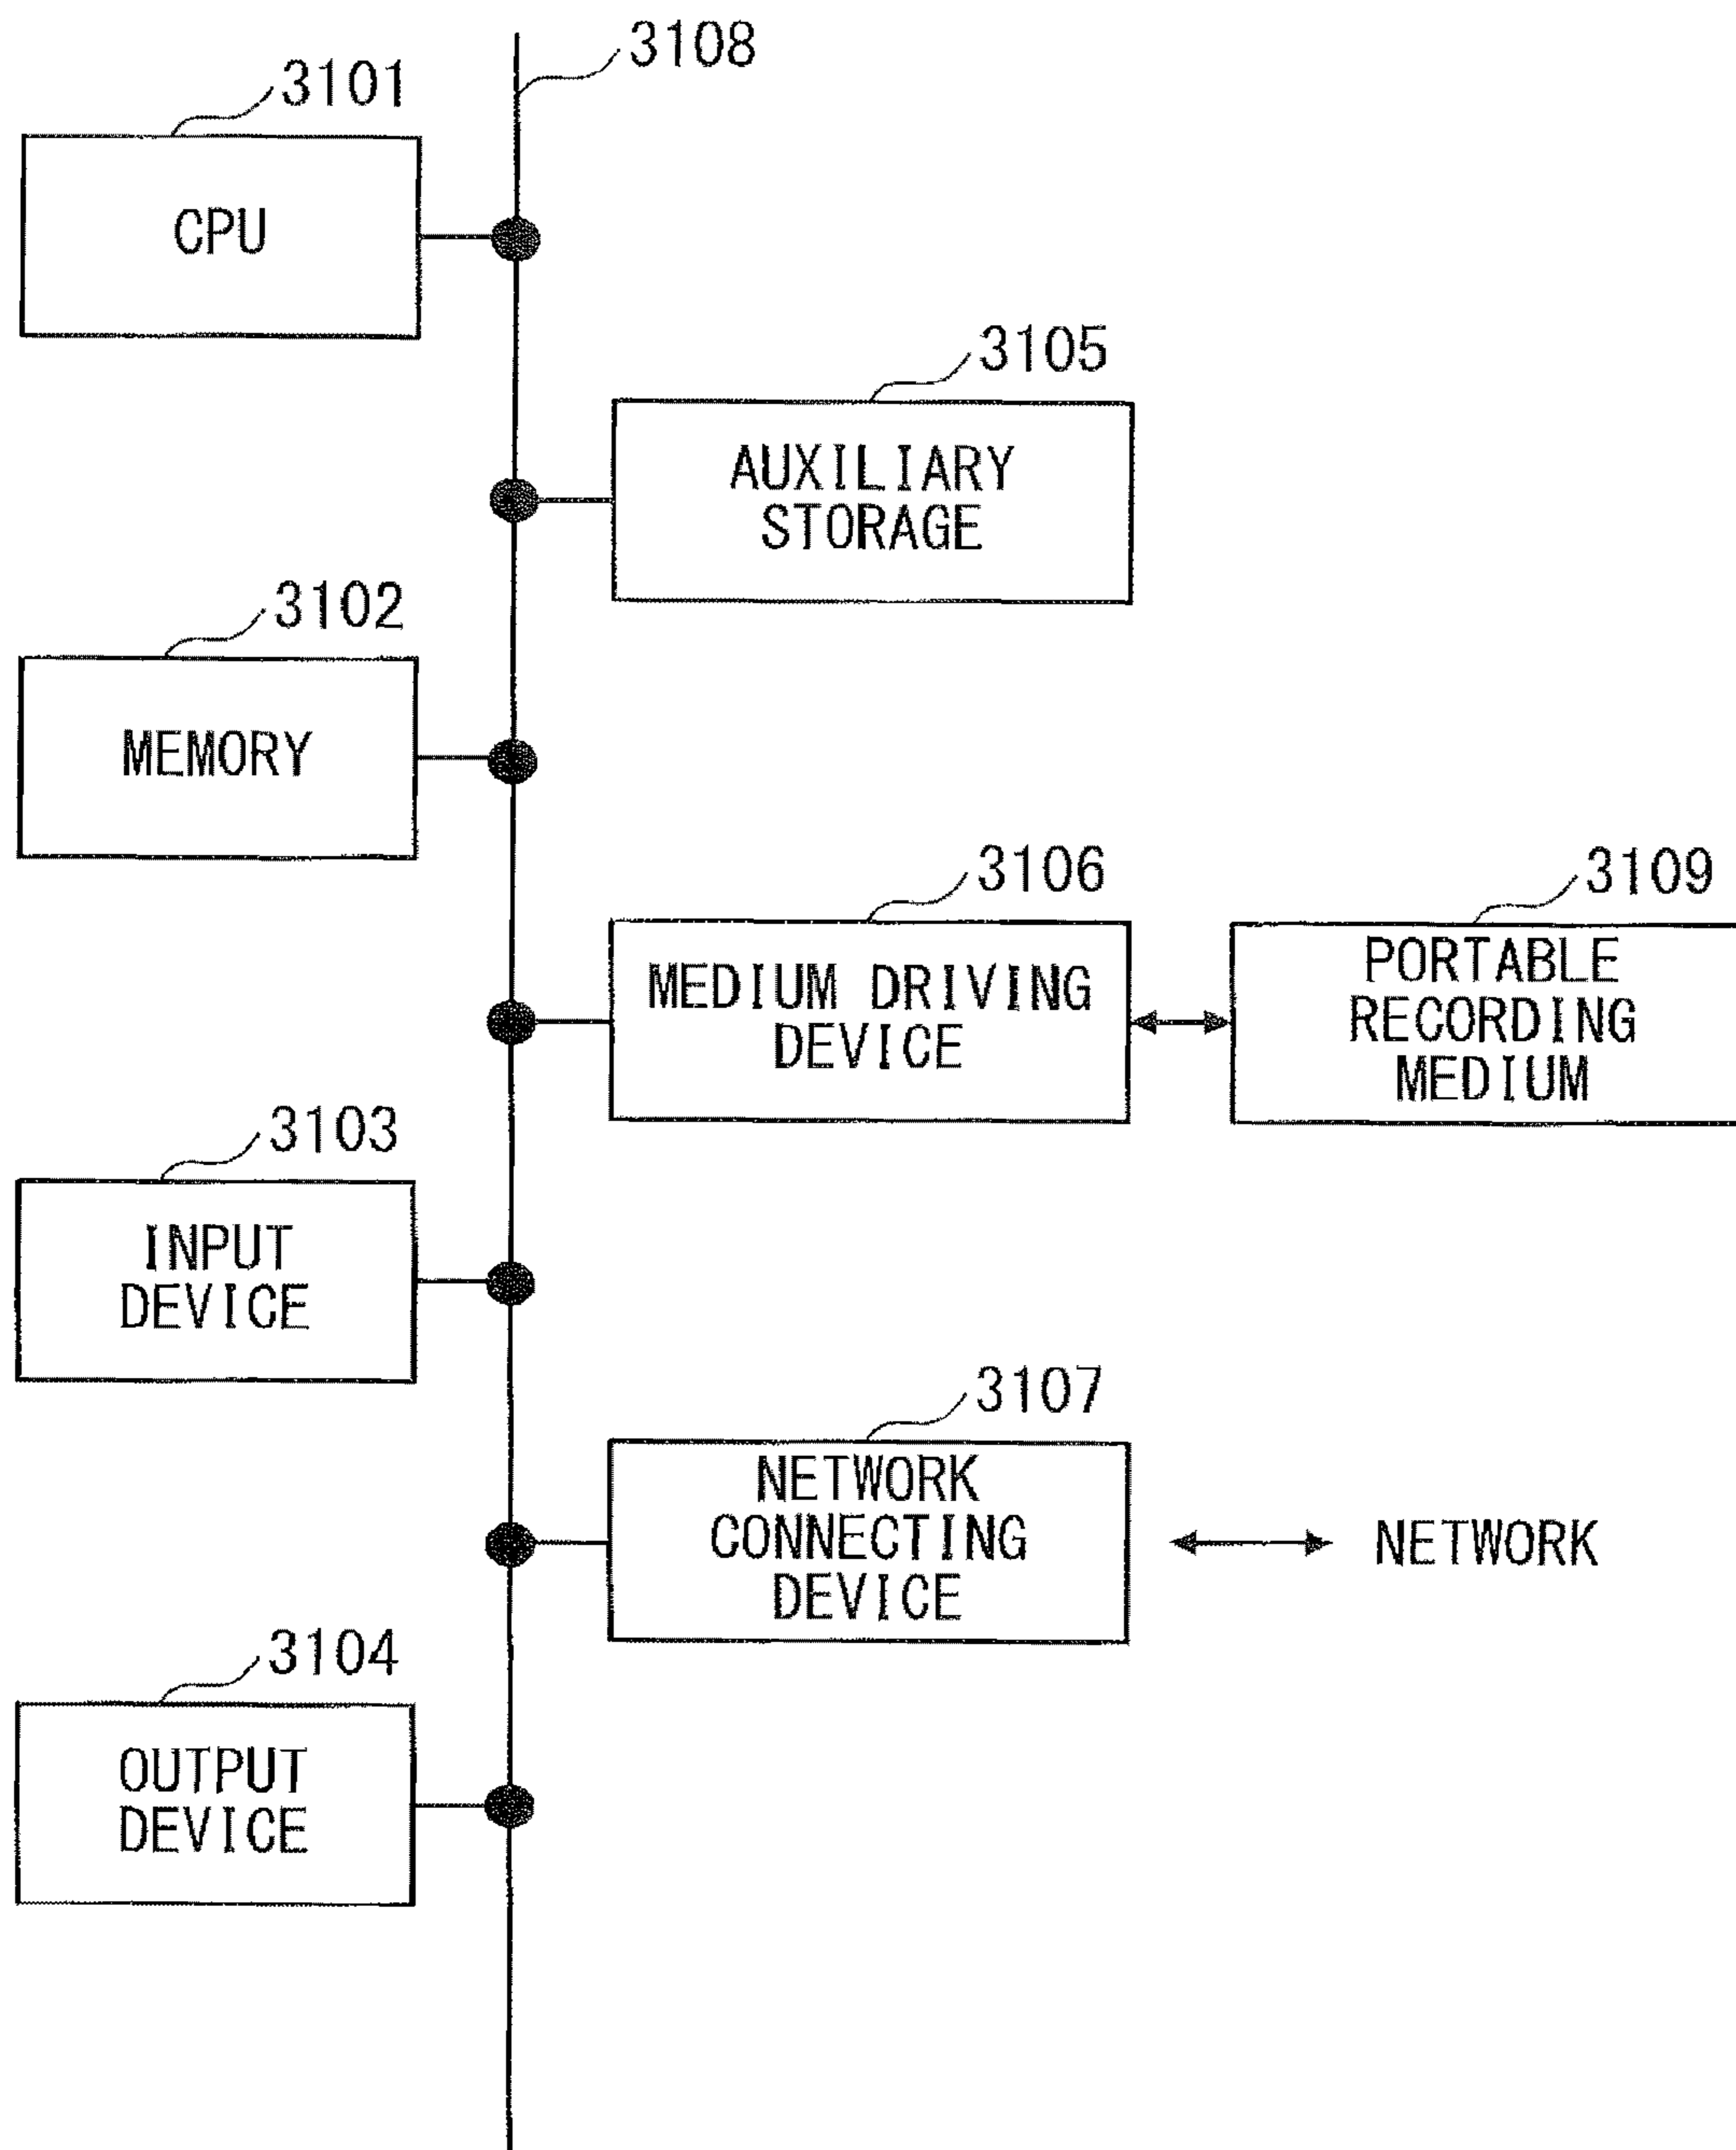 3108
3101
CPU
3105
AUXILIARY
STORAGE
3102
MEMORY
3106
MEDIUM DRIVING
DEVICE
3109
PORTABLE
RECORDING
MEDIUM
3103
INPUT
DEVICE
3107
NETWORK
CONNECTING
DEVICE
NETWORK
3104
OUTPUT
DEVICE